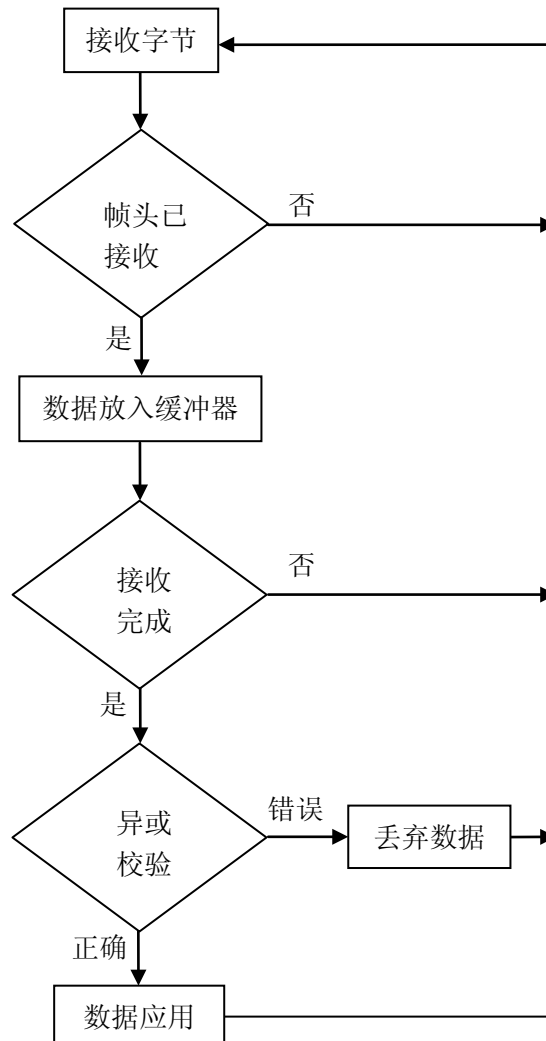 接收字节
帧头已
接收
否
是
数据放入缓冲器
接收
完成
否
是
异或
校验
错误
丢弃数据
正确
数据应用